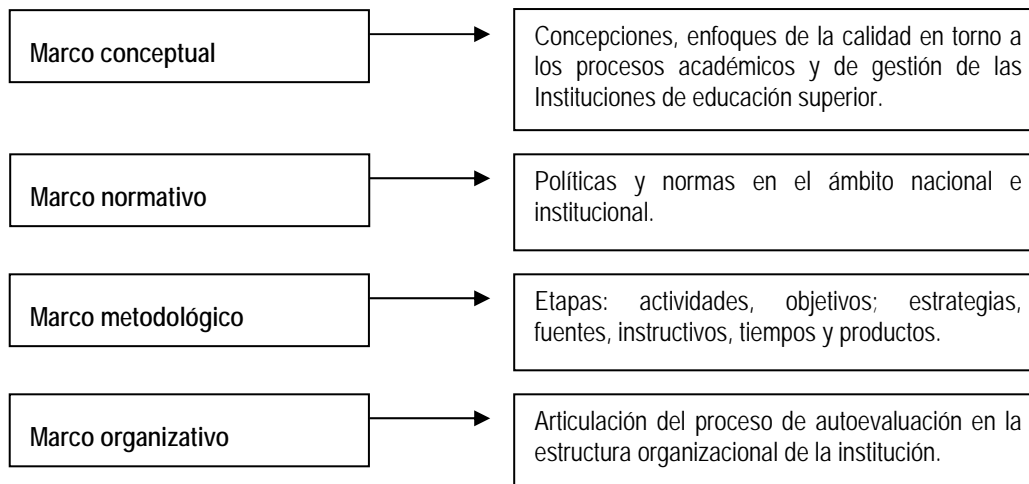 Marco conceptual
Concepciones, enfoques de la calidad en torno a
los procesos académicos y de gestión de las
Instituciones de educación superior.
Marco normativo
Políticas y normas en el ámbito nacional e
institucional.
Marco metodológico
Etapas: actividades, objetivos; estrategias,
fuentes, instructivos, tiempos y productos.
Marco organizativo
Articulación del proceso de autoevaluación en la
estructura organizacional de la institución.